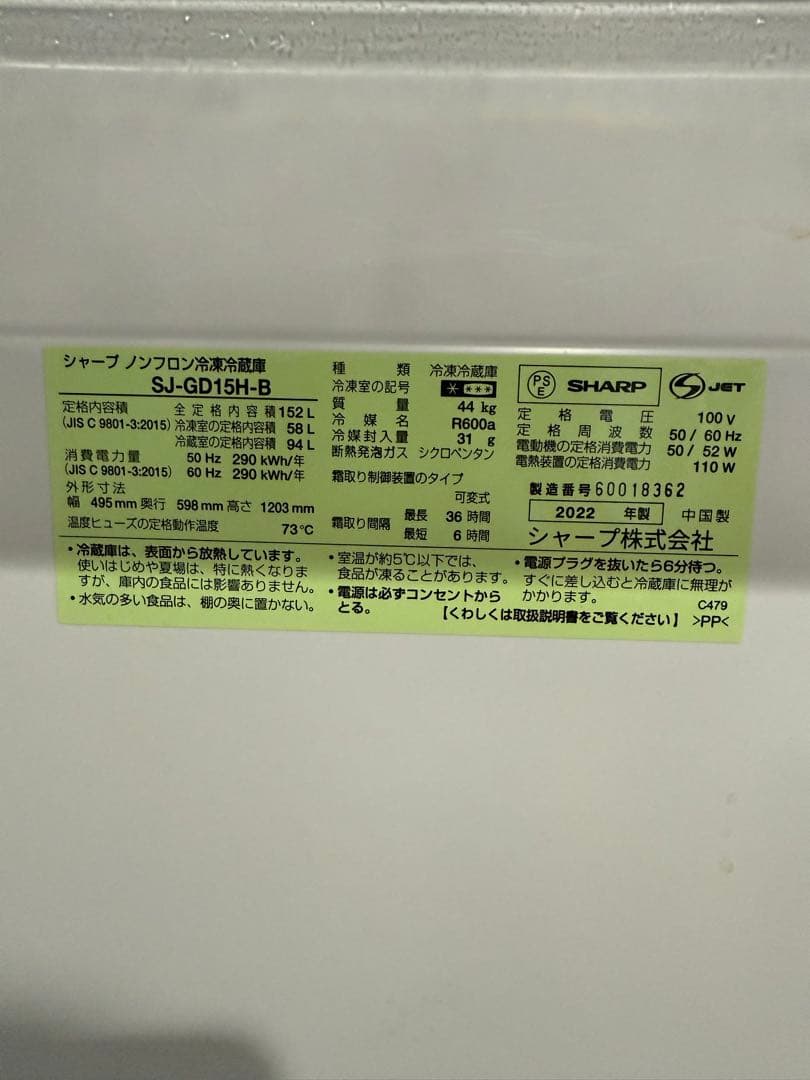 シャープ ノンフロン冷凍冷蔵庫
SJ-GD15H-B
定格内容積 全定格内容積 152 L
(JIS C 9801-3:2015) 冷凍室の定格内容積 58 L
冷蔵室の定格内容積 94 L
消費電力量 50 Hz 290 kWh/年
(JIS C 9801-3:2015) 60 Hz 290 kWh/年
外形寸法
幅 495 mm 奥行 598 mm 高さ 1203 mm
温度ヒューズの定格動作温度 73℃
種類 冷凍冷蔵庫
冷凍室の記号 * ***
質量 44 kg
冷媒名 R600a
冷媒封入量 31 g
断熱発泡ガス シクロペンタン
霜取り制御装置のタイプ
可変式
霜取り間隔 最長 36 時間
最短 6 時間
PSE SHARP S JET
定格電圧 100 V
定格周波数 50 / 60 Hz
電動機の定格消費電力 50 / 52 W
電熱装置の定格消費電力 110 W
製造番号 60018362
2022 年製 中国製
シャープ株式会社
・冷蔵庫は、表面から放熱しています。
使いはじめや夏場は、特に熱くなりま
すが、庫内の食品には影響ありません。
・水気の多い食品は、棚の奥に置かない。
・室温が約5℃以下では、
食品が凍ることがあります。
・電源は必ずコンセントから
とる。
・電源プラグを抜いたら6分待つ。
すぐに差し込むと冷蔵庫に無理が
かかります。 C479
【くわしくは取扱説明書をご覧ください】 >PP<